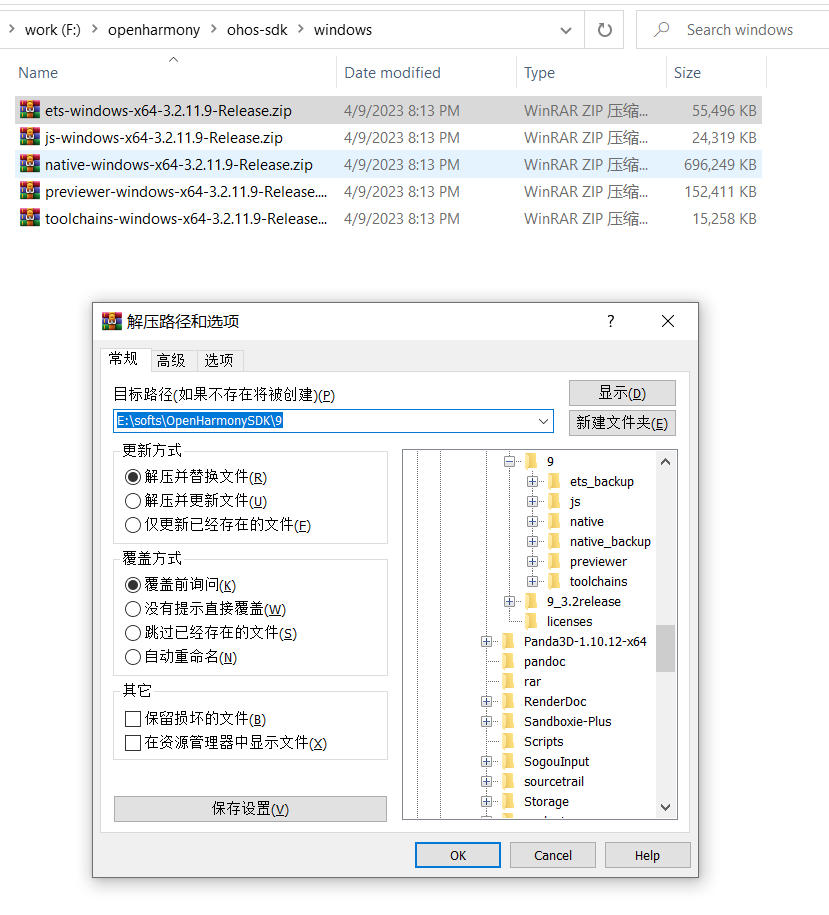 work (F:) > openharmony > ohos-sdk > windows
Search windows
Name Date modified Type Size
ets-windows-x64-3.2.11.9-Release.zip 4/9/2023 8:13 PM WinRAR ZIP 压缩... 55,496 KB
js-windows-x64-3.2.11.9-Release.zip 4/9/2023 8:13 PM WinRAR ZIP 压缩... 24,319 KB
native-windows-x64-3.2.11.9-Release.zip 4/9/2023 8:13 PM WinRAR ZIP 压缩... 696,249 KB
previewer-windows-x64-3.2.11.9-Release.... 4/9/2023 8:13 PM WinRAR ZIP 压缩... 152,411 KB
toolchains-windows-x64-3.2.11.9-Release... 4/9/2023 8:13 PM WinRAR ZIP 压缩... 15,258 KB
解压路径和选项 ?
常规 高级 选项
目标路径(如果不存在将被创建)(P)
显示(D)
E:\softs\OpenHarmonySDK\9
新建文件夹(E)
更新方式
解压并替换文件(R)
解压并更新文件(U)
仅更新已经存在的文件(F)
覆盖方式
覆盖前询问(K)
没有提示直接覆盖(W)
跳过已经存在的文件(S)
自动重命名(N)
其它
保留损坏的文件(B)
在资源管理器中显示文件(X)
保存设置(V)
9
ets_backup
js
native
native_backup
previewer
toolchains
9_3.2release
licenses
Panda3D-1.10.12-x64
pandoc
rar
RenderDoc
Sandboxie-Plus
Scripts
SogouInput
sourcetrail
Storage
OK Cancel Help